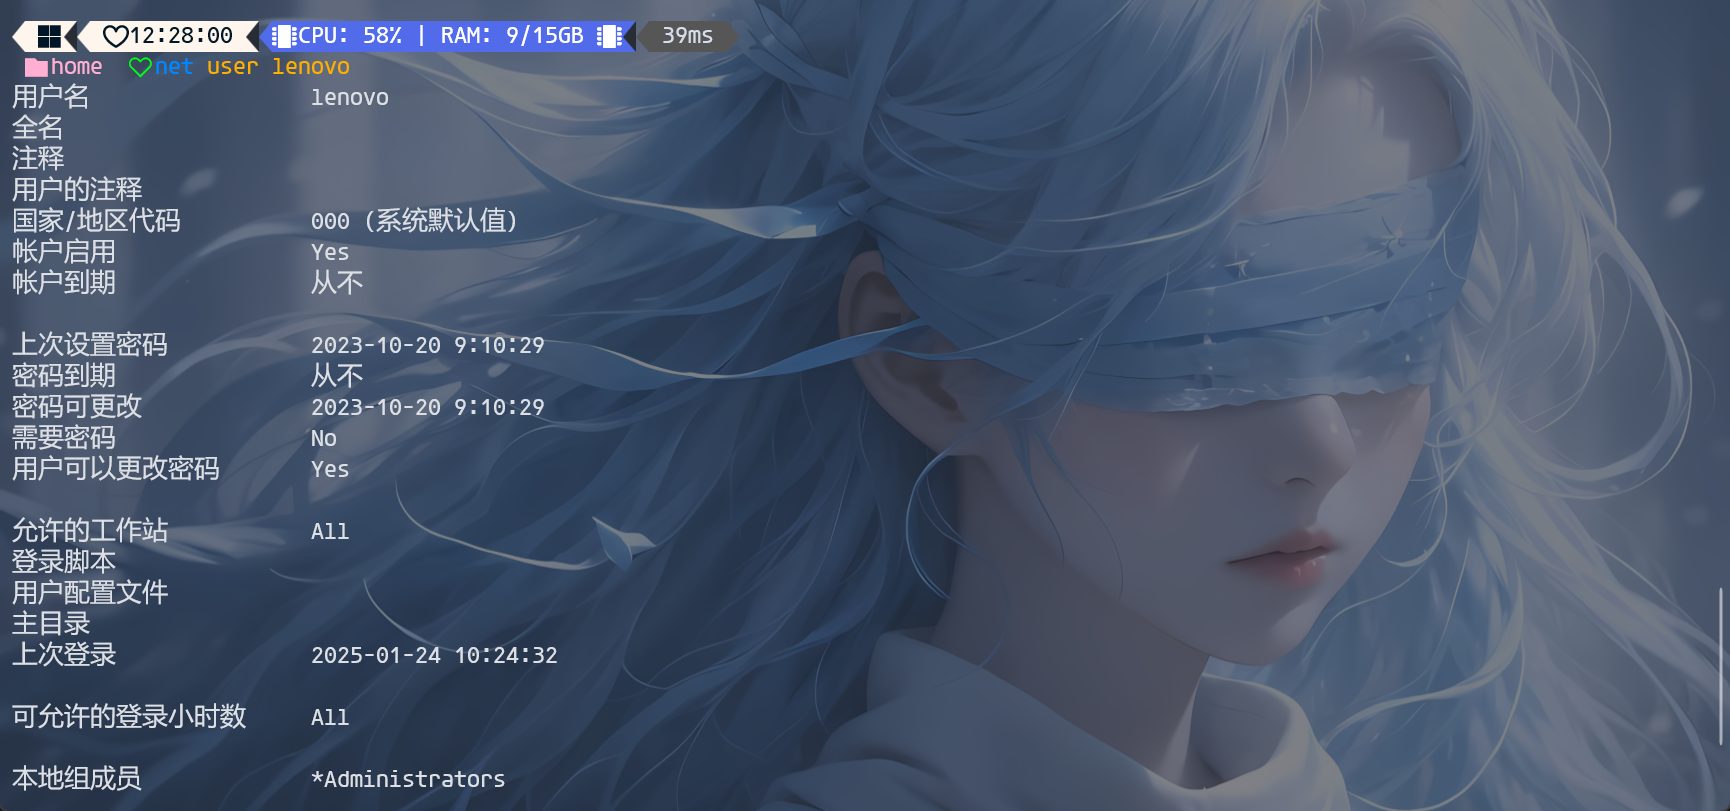 12:28:00 CPU: 58% | RAM: 9/15GB 39ms
home net user lenovo
用户名 lenovo
全名
注释
用户的注释
国家/地区代码 000 (系统默认值)
帐户启用 Yes
帐户到期 从不
上次设置密码 2023-10-20 9:10:29
密码到期 从不
密码可更改 2023-10-20 9:10:29
需要密码 No
用户可以更改密码 Yes
允许的工作站 All
登录脚本
用户配置文件
主目录
上次登录 2025-01-24 10:24:32
可允许的登录小时数 All
本地组成员 *Administrators